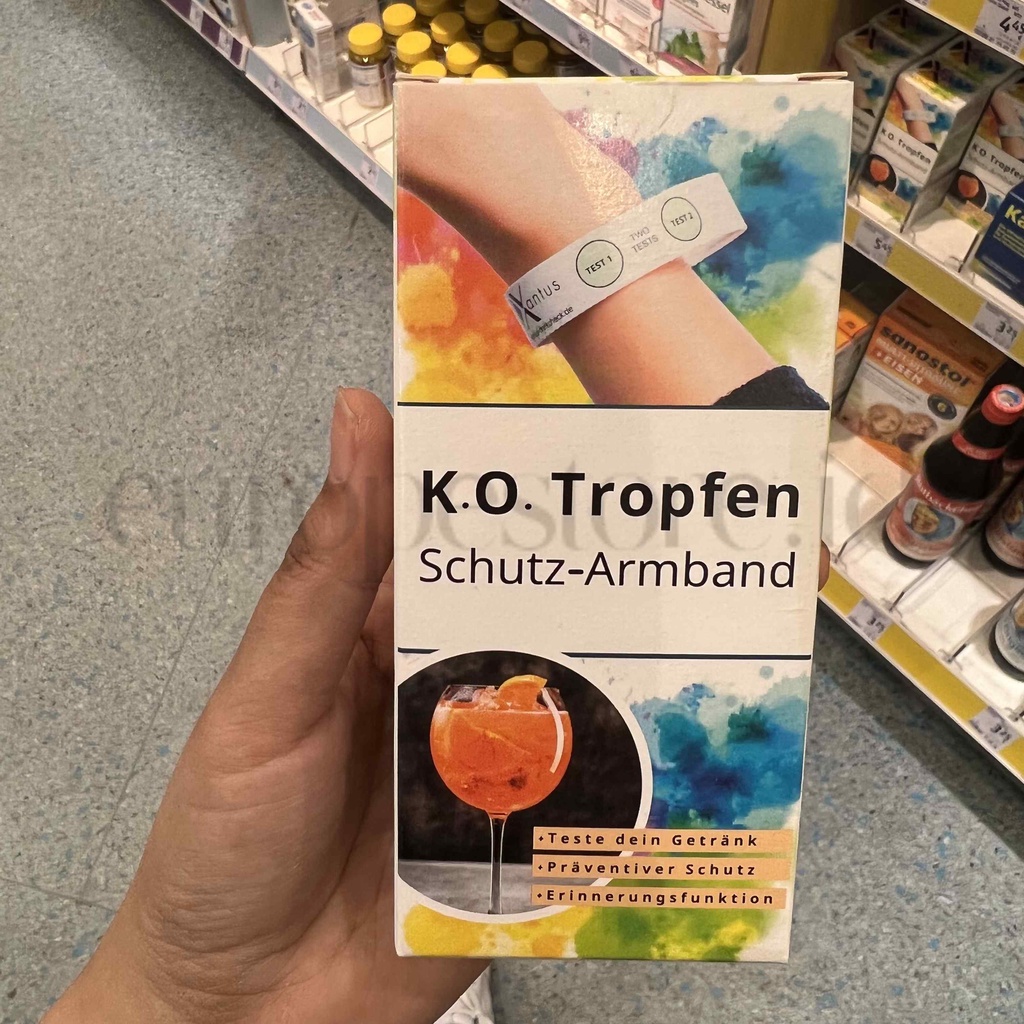 TEST 1
TWO
TESTS
TEST 2
Xantus
K.O. Tropfen
Schutz-Armband
+Teste dein Getränk
+Präventiver Schutz
+Erinnerungsfunktion
K.O. Tropfen
K.O. Tropfen
sanostol
+ EISEN